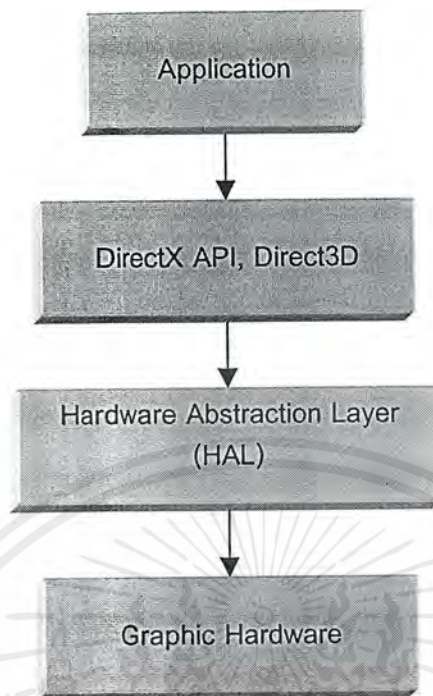 Application
DirectX API, Direct3D
Hardware Abstraction Layer
(HAL)
Graphic Hardware